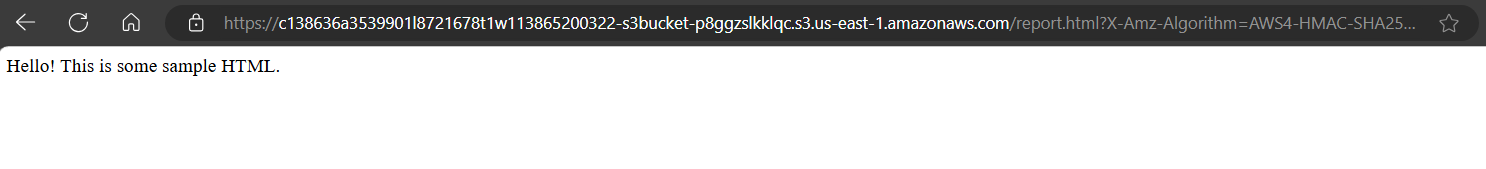 https://c138636a3539901l8721678t1w113865200322-s3bucket-p8ggzslkklqc.s3.us-east-1.amazonaws.com/report.html?X-Amz-Algorithm=AWS4-HMAC-SHA25...
Hello! This is some sample HTML.